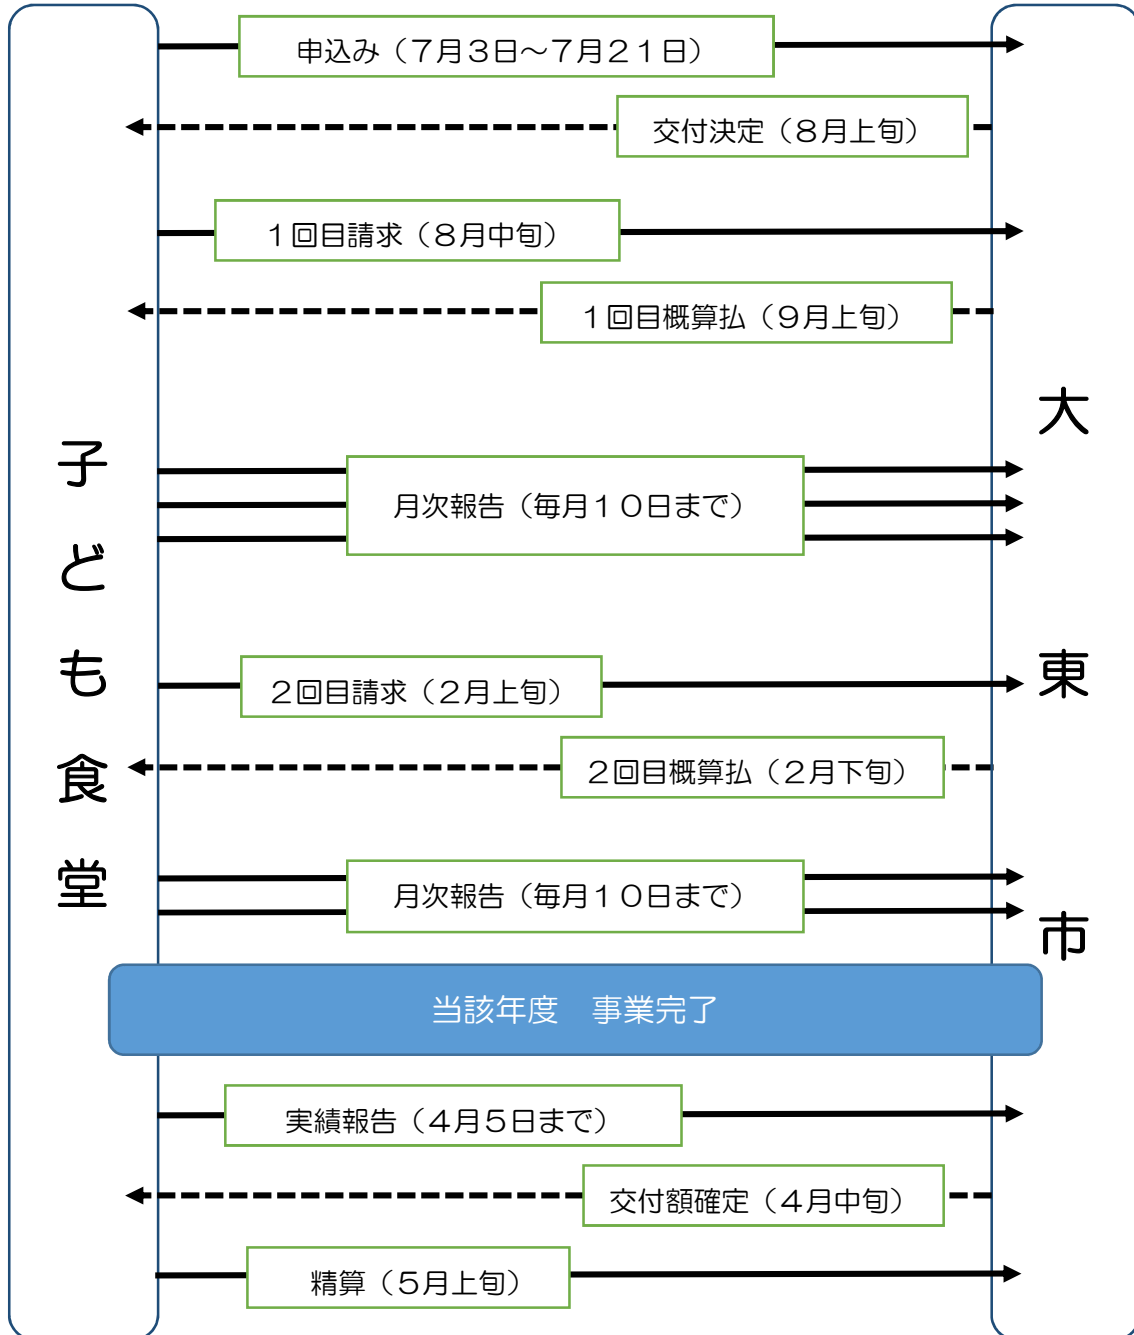 申込み（７月３日～７月２１日）
交付決定（８月上旬）
１回目請求（８月中旬）
１回目概算払（９月上旬）
月次報告（毎月１０日まで）
２回目請求（２月上旬）
２回目概算払（２月下旬）
月次報告（毎月１０日まで）
当該年度　事業完了
実績報告（４月５日まで）
交付額確定（４月中旬）
精算（５月上旬）
子ども食堂
大東市